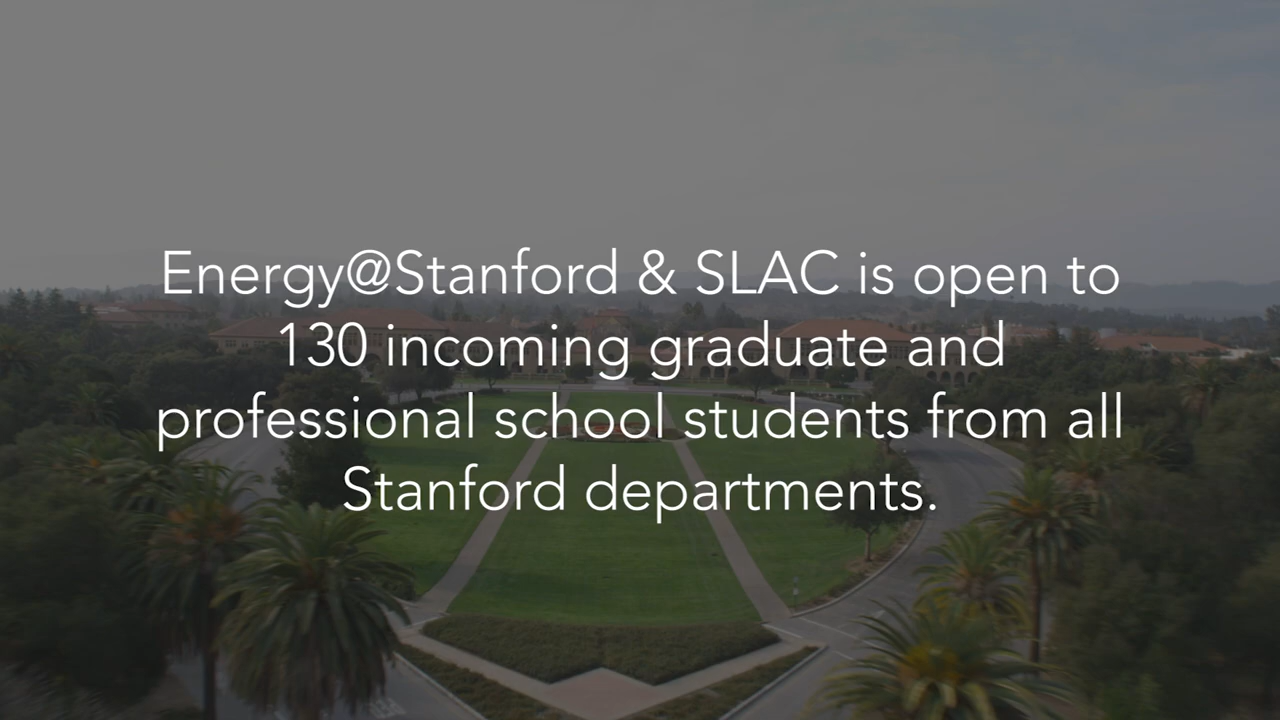 Energy@Stanford & SLAC is open to
130 incoming graduate and
professional school students from all
Stanford departments.